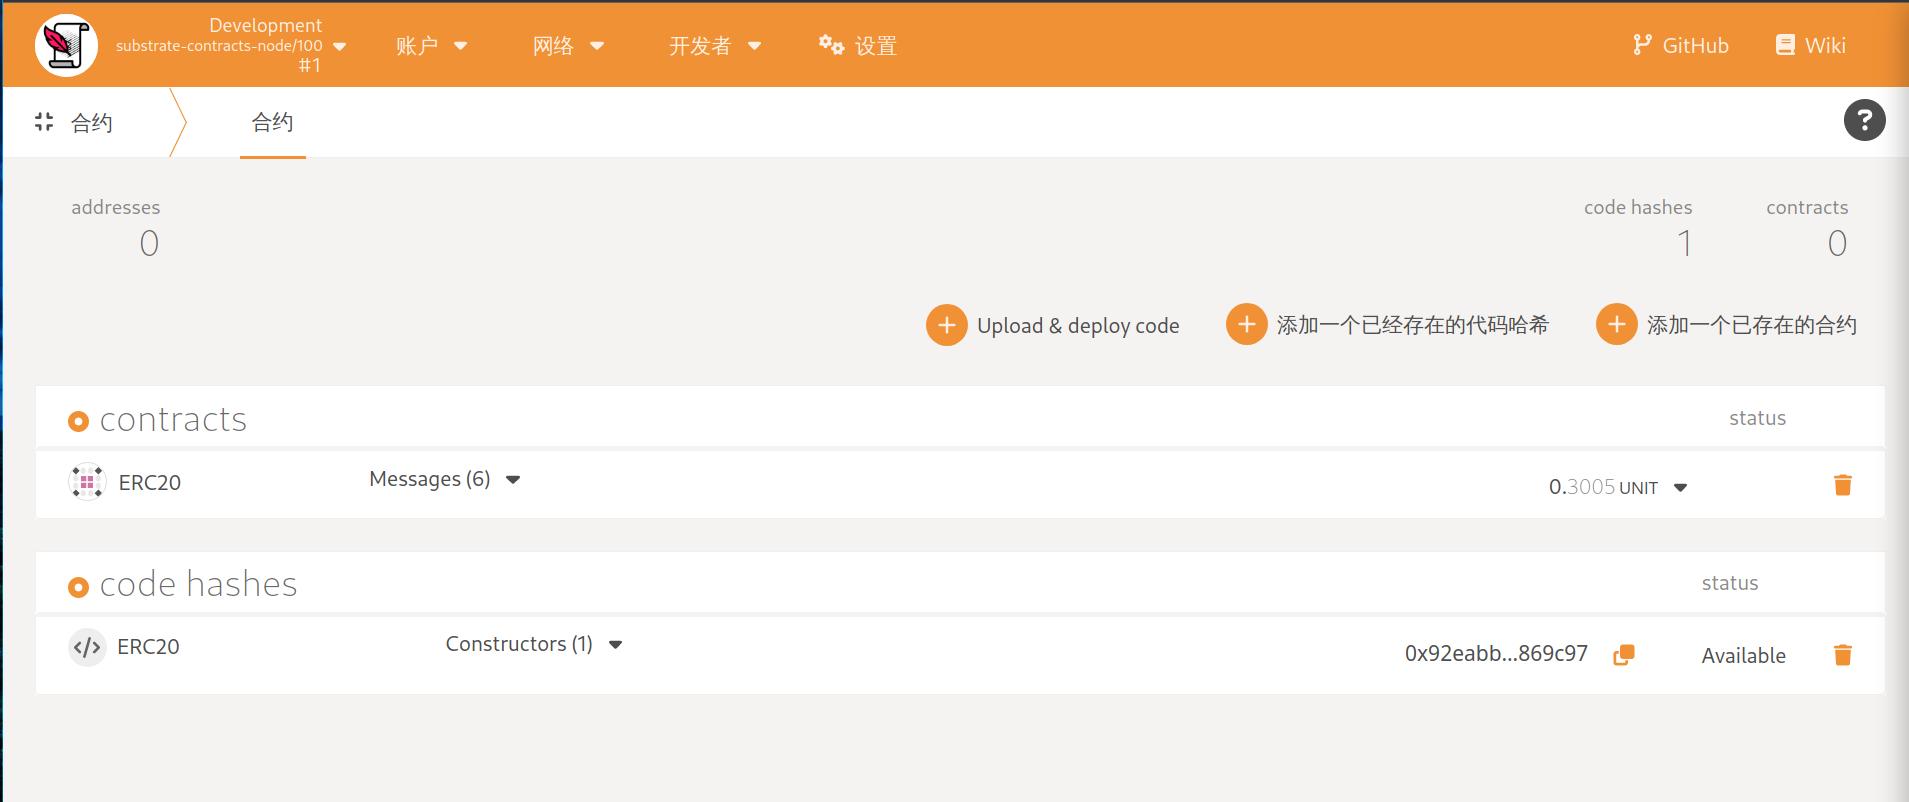 Development
substrate-contracts-node/100
#1
账户
网络
开发者
设置
GitHub
Wiki
合约
合约
addresses
0
code hashes
1
contracts
0
Upload & deploy code
添加一个已经存在的代码哈希
添加一个已存在的合约
contracts
status
ERC20
Messages (6)
0.3005 UNIT
code hashes
status
ERC20
Constructors (1)
0x92eabb...869c97
Available